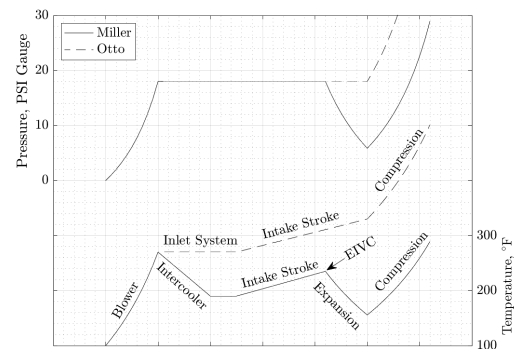 30
Miller
Otto
20
10
0
Pressure, PSI Gauge
Compression
Inlet System
Intake Stroke
300
EIVC
Blower
Intercooler
Intake Stroke
Expansion
Compression
200
100
Temperature, °F